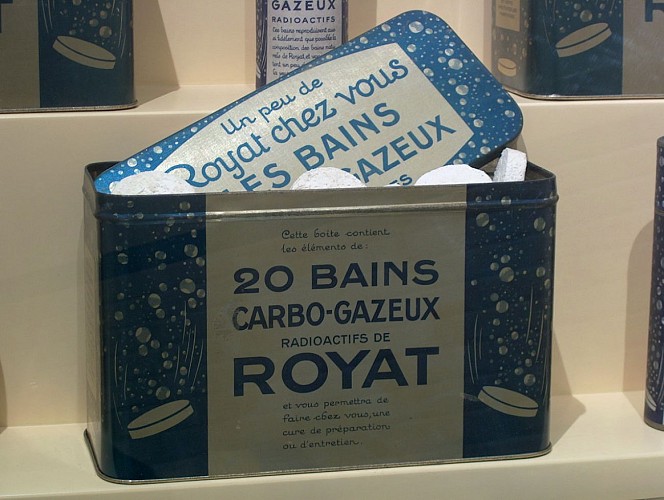 GAZEUX
RADIOACTIFS
Un peu de
Royat chez vous
LES BAINS
GAZEUX
Cette boîte contient
les éléments de :
20 BAINS
CARBO-GAZEUX
RADIOACTIFS DE
ROYAT
et vous permettra de
faire chez vous, une
cure de préparation
ou d'entretien.